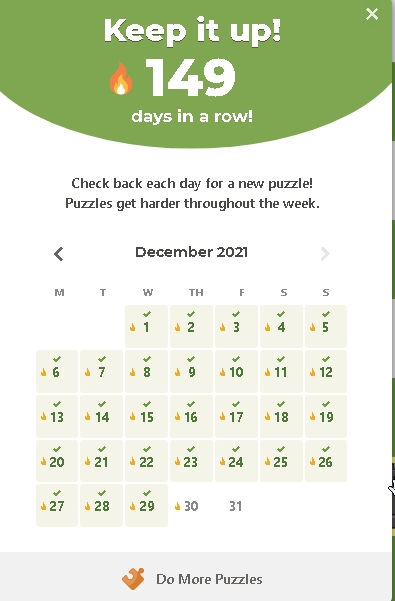 Keep it up!
149
days in a row!
Check back each day for a new puzzle!
Puzzles get harder throughout the week.
December 2021
M T W TH F S S
1 2 3 4 5
6 7 8 9 10 11 12
13 14 15 16 17 18 19
20 21 22 23 24 25 26
27 28 29 30 31
Do More Puzzles